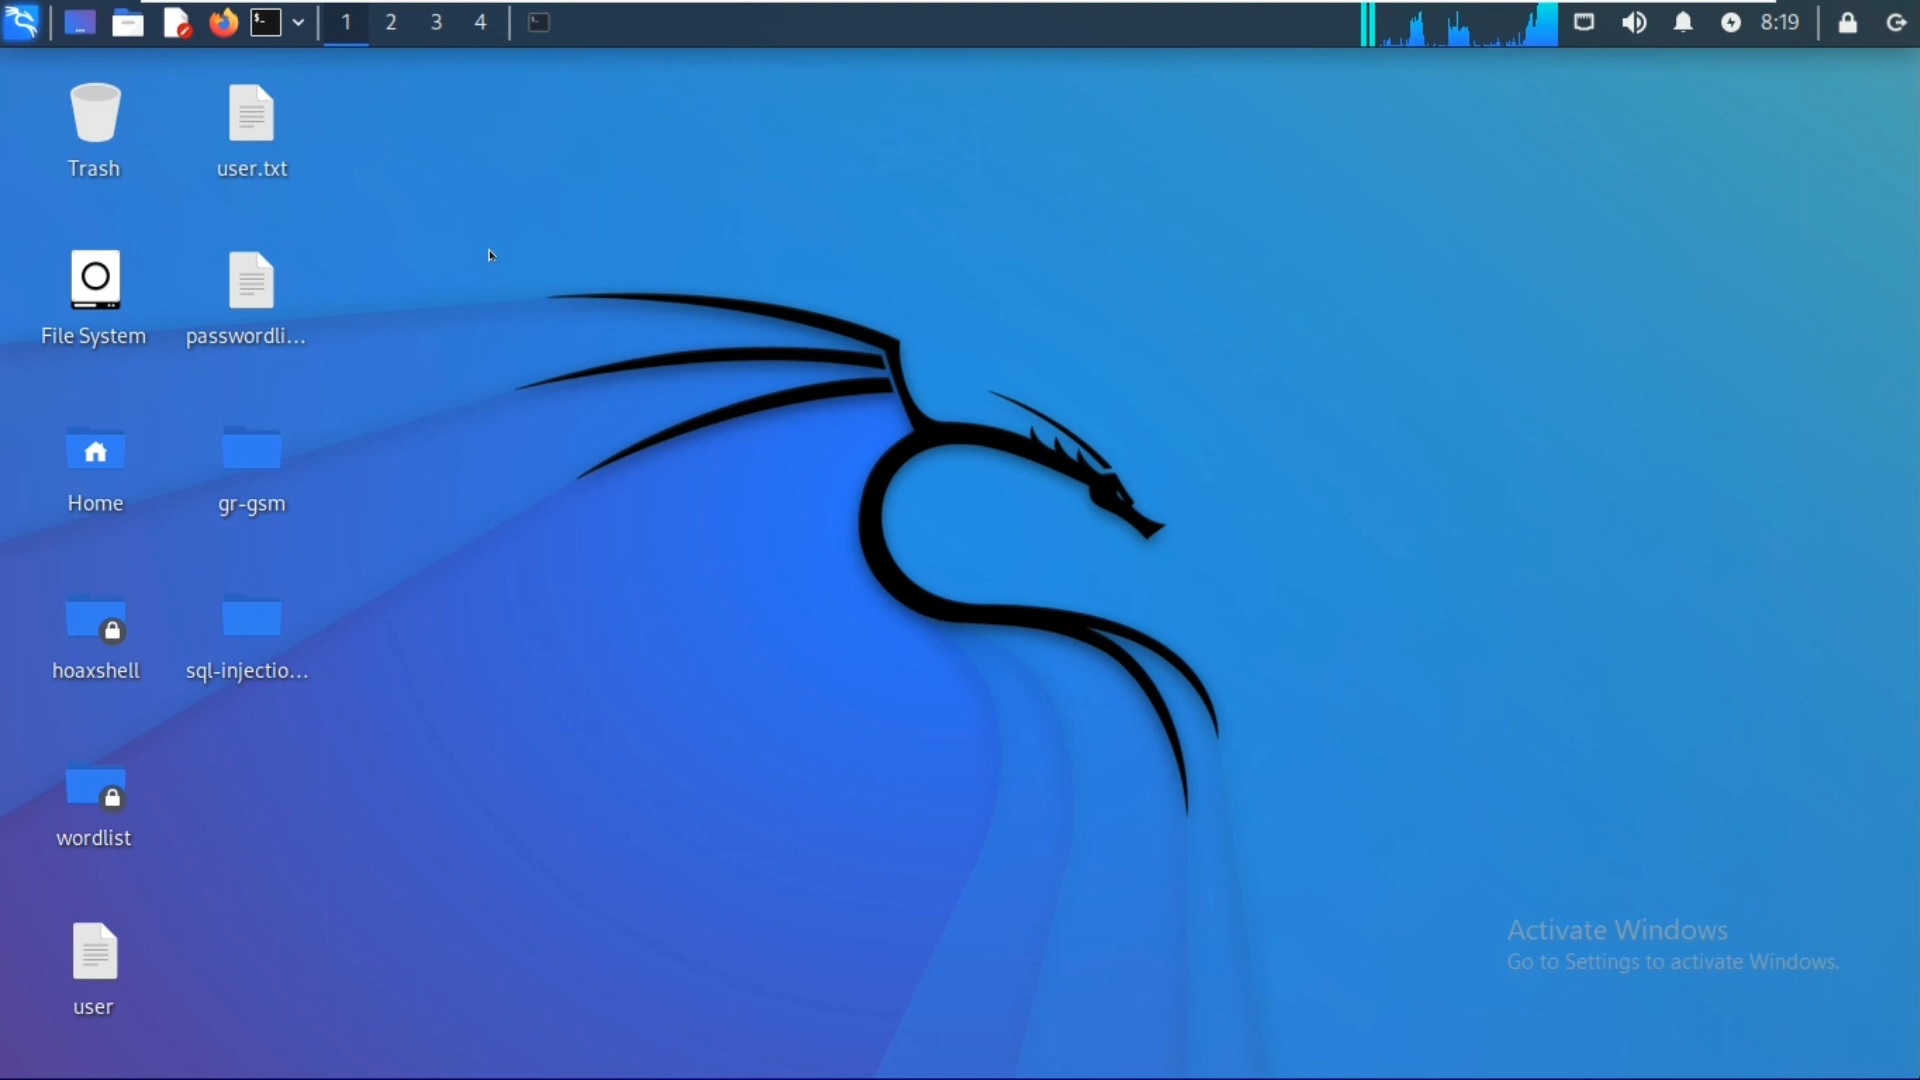 1 2 3 4 8:19
Trash
user.txt
File System
passwordli...
Home
gr-gsm
hoaxshell
sql-injectio...
wordlist
user
Activate Windows
Go to Settings to activate Windows.